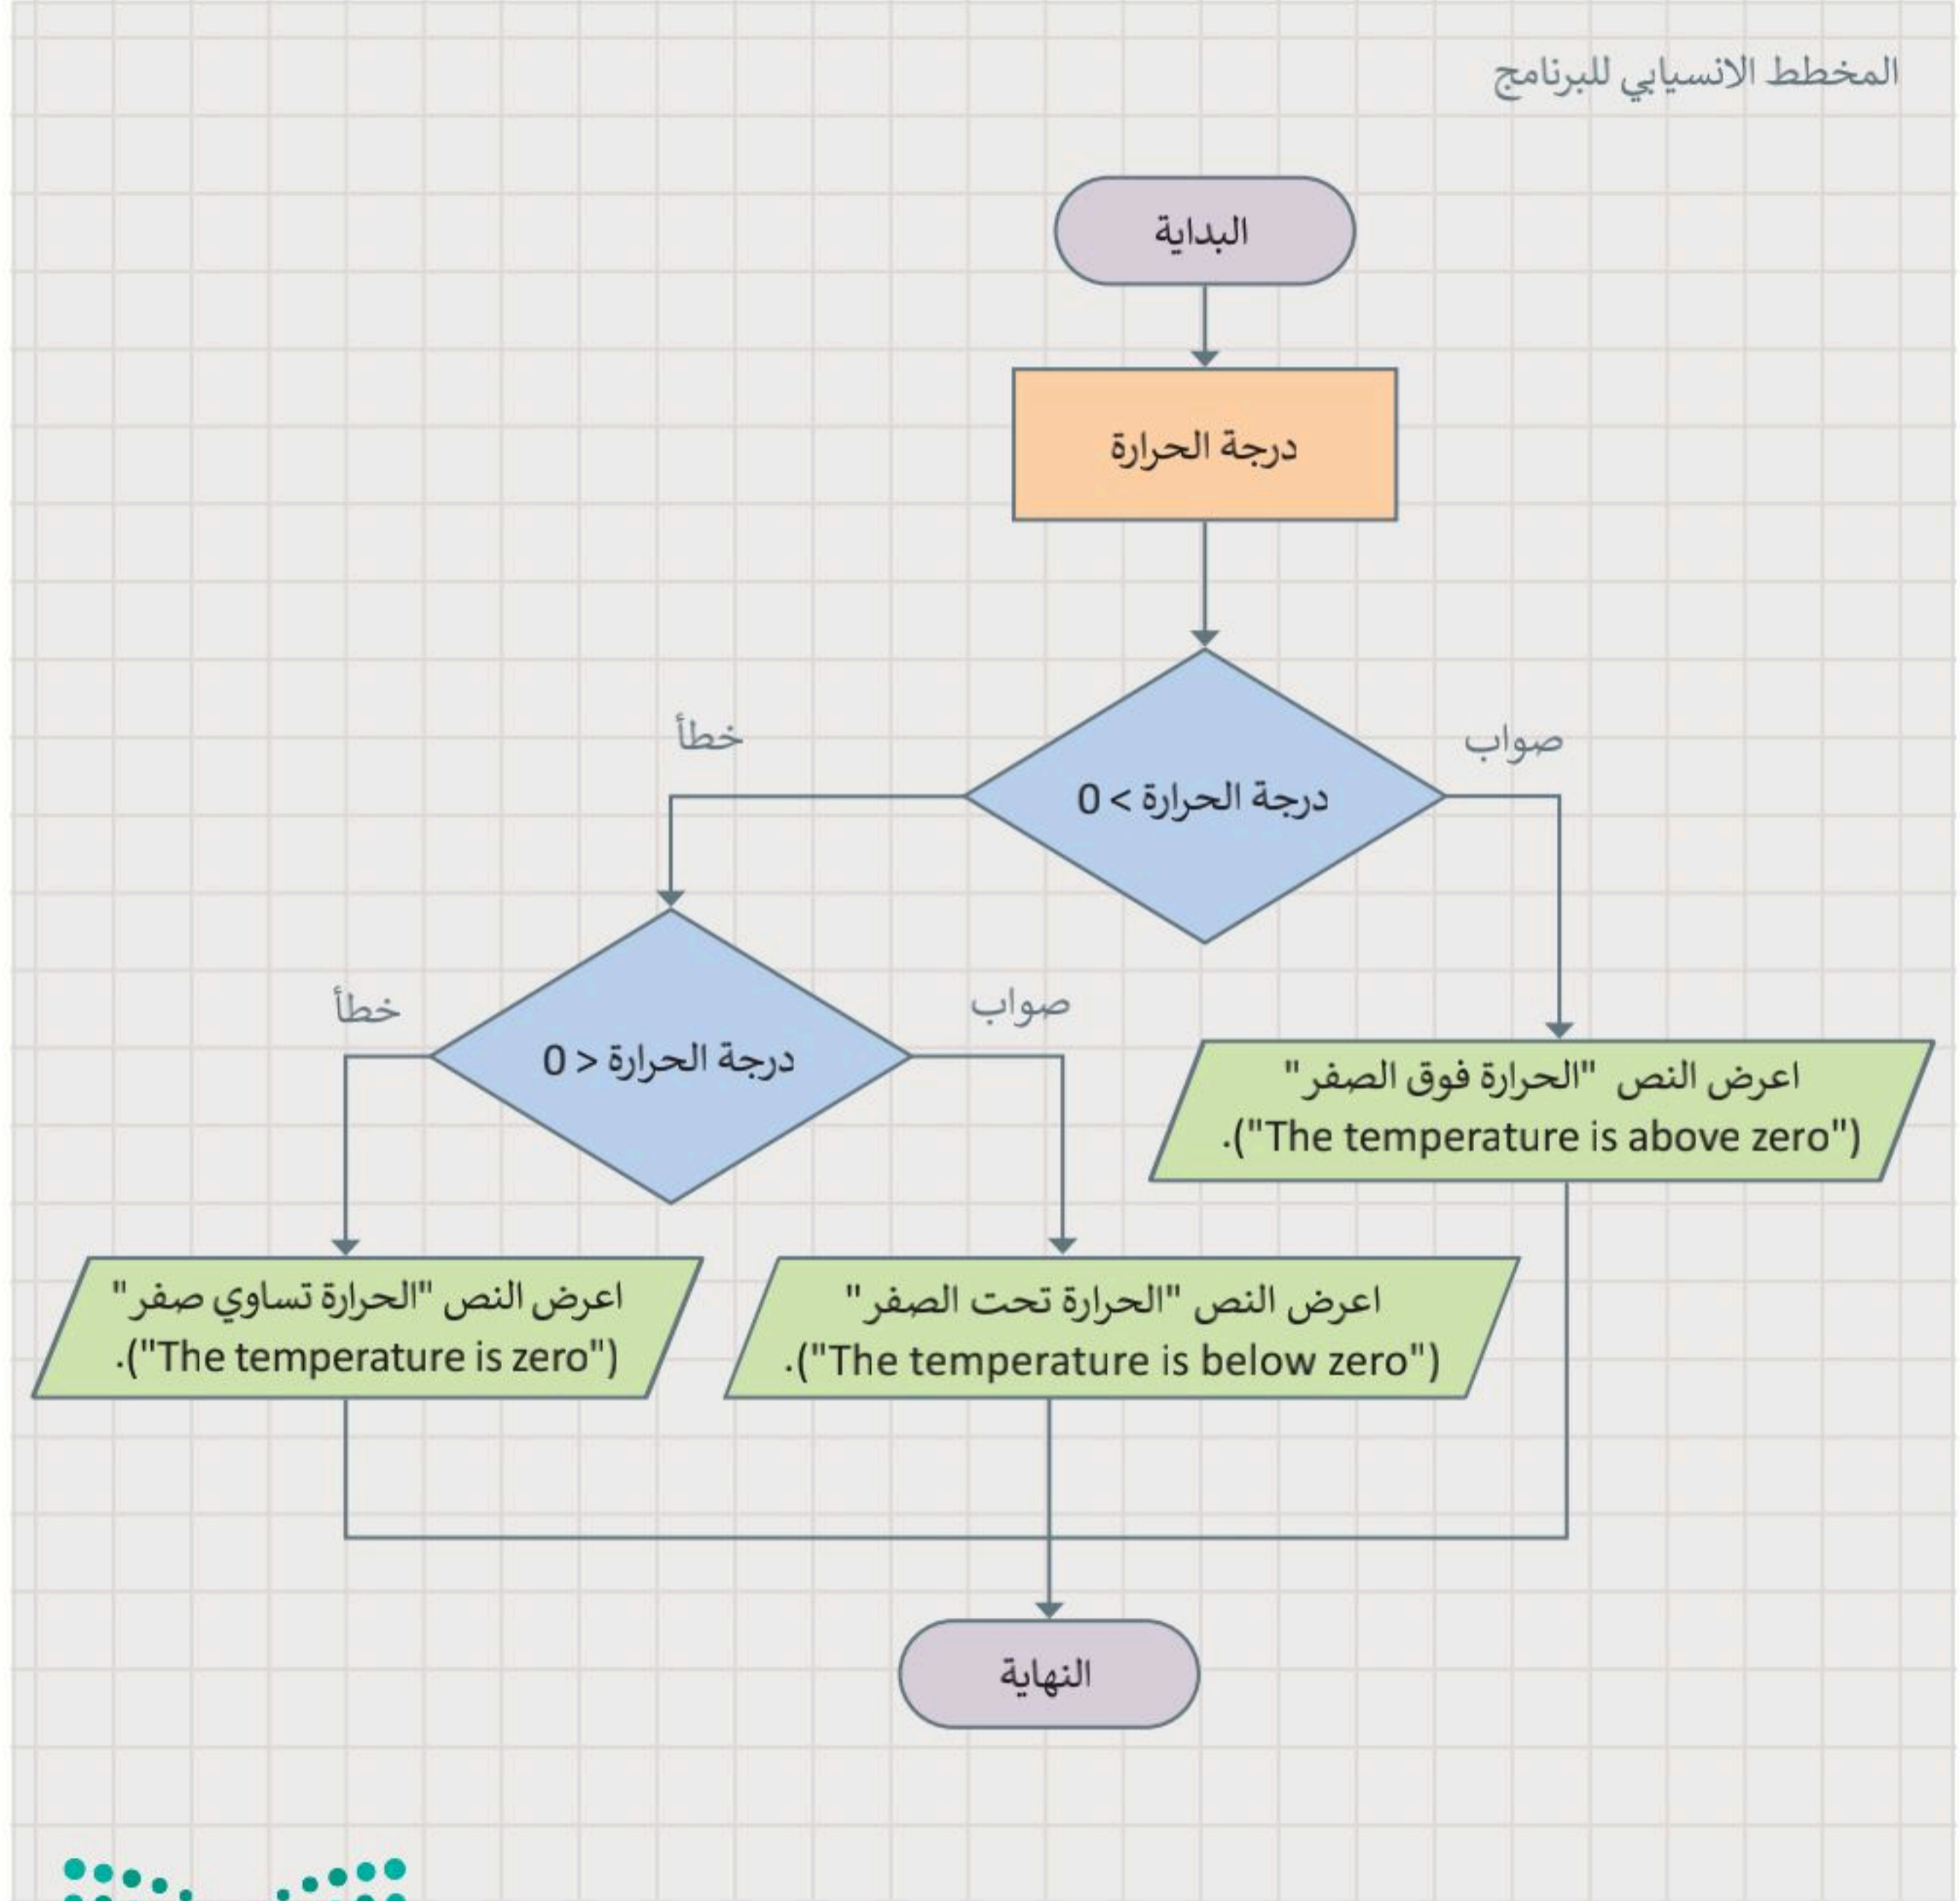 المخطط الانسيابي للبرنامج
البداية
درجة الحرارة
درجة الحرارة > 0
صواب
خطأ
درجة الحرارة < 0
صواب
خطأ
اعرض النص "الحرارة فوق الصفر"
("The temperature is above zero").
اعرض النص "الحرارة تحت الصفر"
("The temperature is below zero").
اعرض النص "الحرارة تساوي صفر"
("The temperature is zero").
النهاية